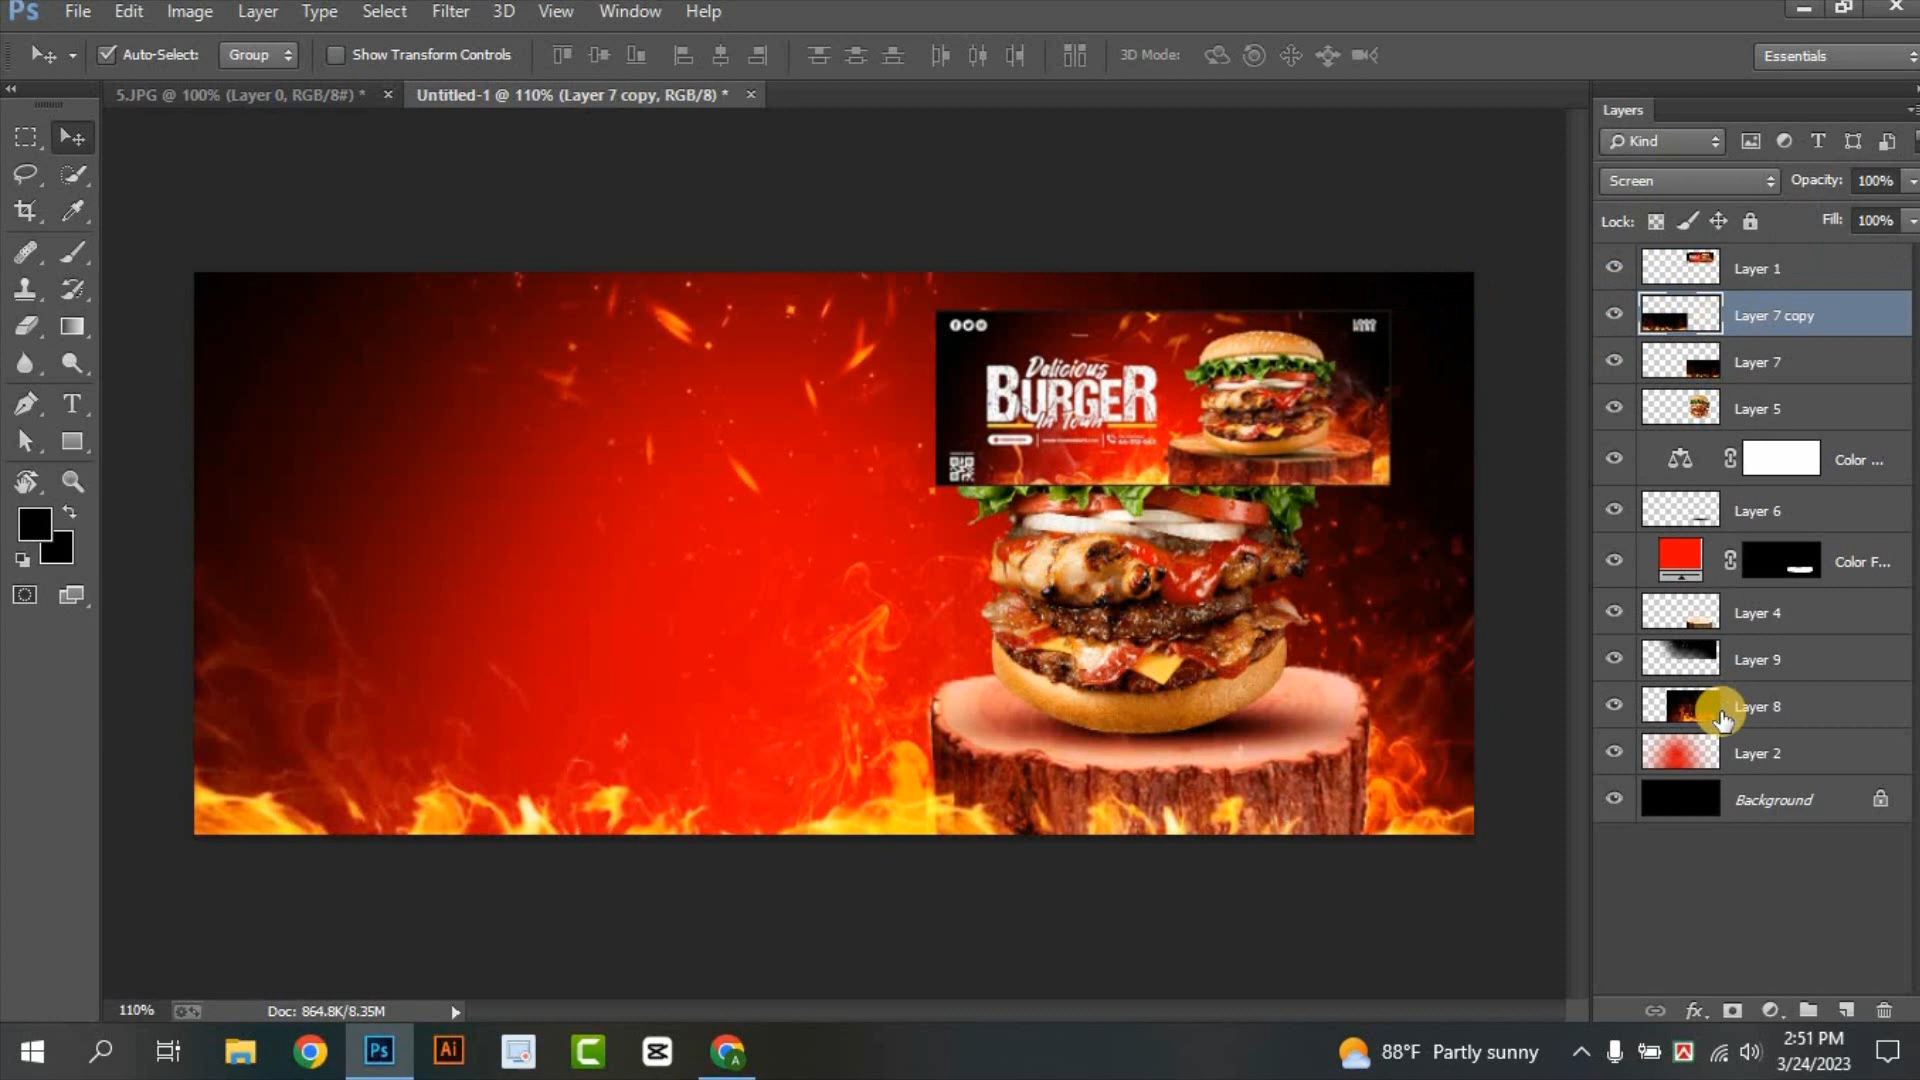 Ps File Edit Image Layer Type Select Filter 3D View Window Help
Auto-Select: Group Show Transform Controls 3D Mode: Essentials
5.JPG @ 100% (Layer 0, RGB/8#) * × Untitled-1 @ 110% (Layer 7 copy, RGB/8) * ×
Layers
Kind
Screen Opacity: 100%
Lock: Fill: 100%
Layer 1
Layer 7 copy
Layer 7
Layer 5
Color ...
Layer 6
Color F...
Layer 4
Layer 9
Layer 8
Layer 2
Background
LOGO
Delicious
BURGER
In Town
110% Doc: 864.8K/8.35M
Ps Ai 88°F Partly sunny 2:51 PM
3/24/2023